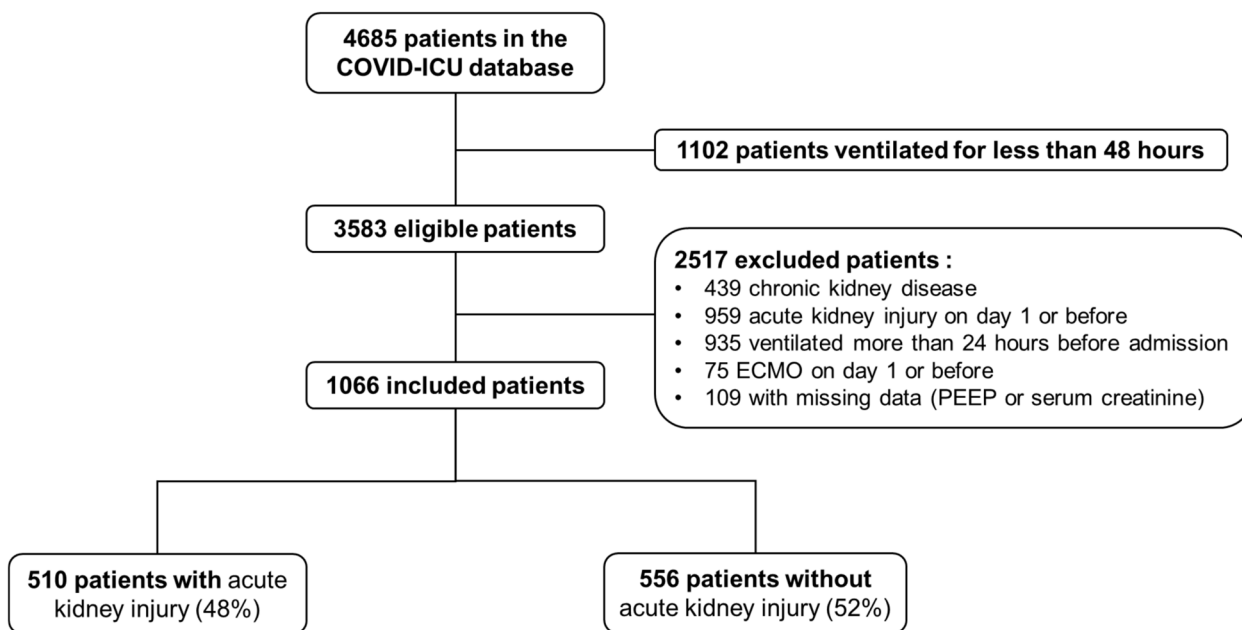 4685 patients in the
COVID-ICU database
1102 patients ventilated for less than 48 hours
3583 eligible patients
2517 excluded patients :
• 439 chronic kidney disease
• 959 acute kidney injury on day 1 or before
• 935 ventilated more than 24 hours before admission
• 75 ECMO on day 1 or before
• 109 with missing data (PEEP or serum creatinine)
1066 included patients
510 patients with acute
kidney injury (48%)
556 patients without
acute kidney injury (52%)